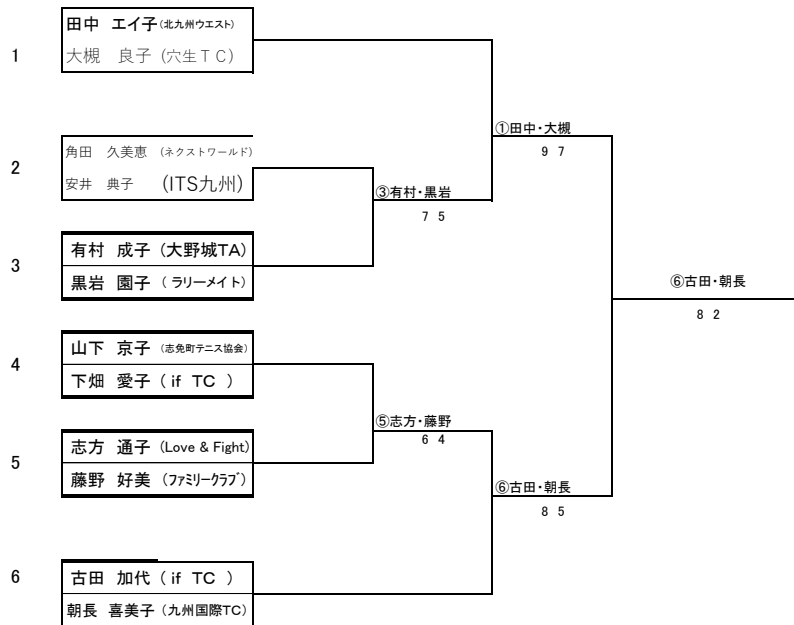 1
田中 エイ子(北九州ウエスト)
大槻 良子 (穴生TC)
①田中・大槻
9 7
2
角田 久美恵 (ネクストワールド)
安井 典子 (ITS九州)
③有村・黒岩
7 5
3
有村 成子 (大野城TA)
黒岩 園子 (ラリーメイト)
⑥古田・朝長
8 2
4
山下 京子 (志免町テニス協会)
下畑 愛子 (if TC)
⑤志方・藤野
6 4
5
志方 通子 (Love & Fight)
藤野 好美 (ファミリークラブ)
⑥古田・朝長
8 5
6
古田 加代 (if TC)
朝長 喜美子 (九州国際TC)